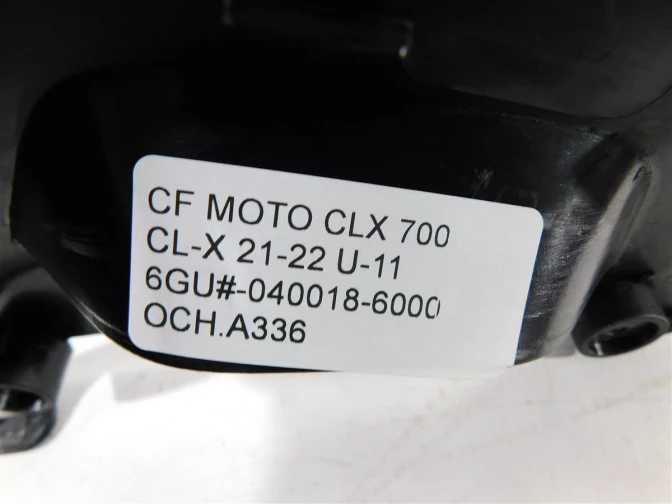 CF MOTO CLX 700
CL-X 21-22 U-11
6GU#-040018-6000
OCH.A336